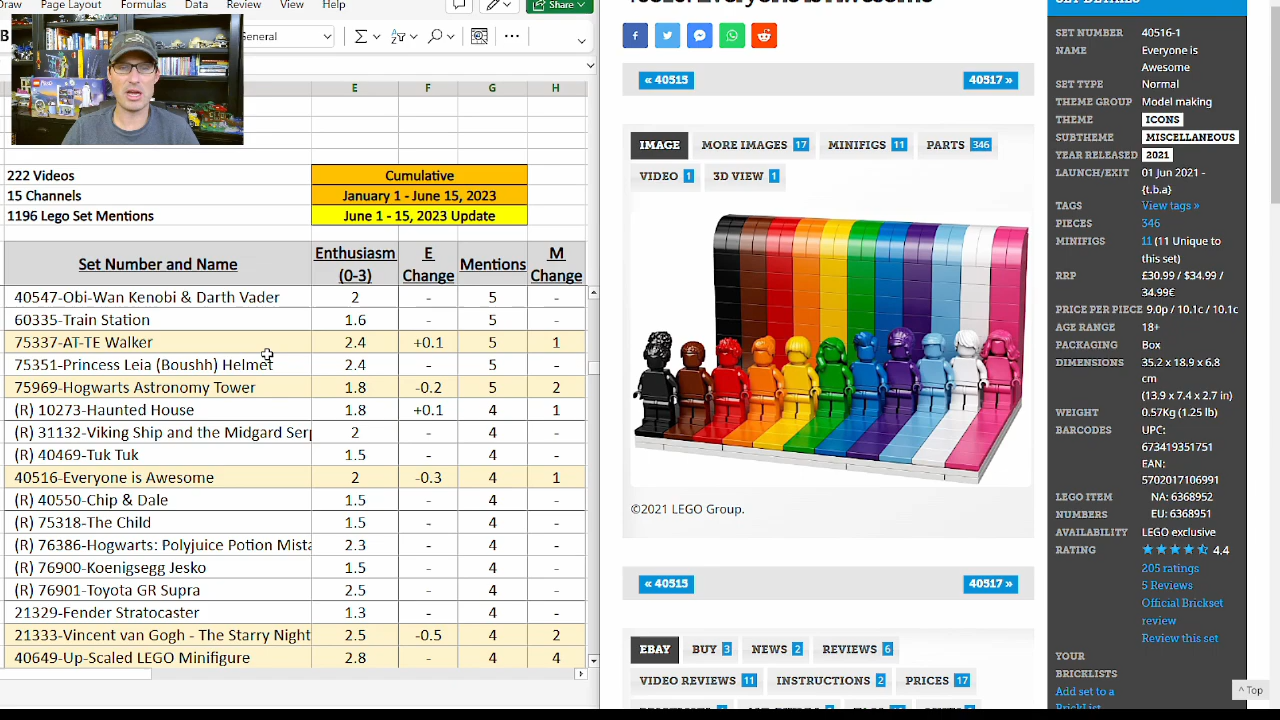 Draw Page Layout Formulas Data Review View Help Share
General
E F G H
222 Videos Cumulative
15 Channels January 1 - June 15, 2023
1196 Lego Set Mentions June 1 - 15, 2023 Update
Set Number and Name Enthusiasm (0-3) E Change Mentions M Change
40547-Obi-Wan Kenobi & Darth Vader 2 - 5 -
60335-Train Station 1.6 - 5 -
75337-AT-TE Walker 2.4 +0.1 5 1
75351-Princess Leia (Boushh) Helmet 2.4 - 5 -
75969-Hogwarts Astronomy Tower 1.8 -0.2 5 2
(R) 10273-Haunted House 1.8 +0.1 4 1
(R) 31132-Viking Ship and the Midgard Serp 2 - 4 -
(R) 40469-Tuk Tuk 1.5 - 4 -
40516-Everyone is Awesome 2 -0.3 4 1
(R) 40550-Chip & Dale 1.5 - 4 -
(R) 75318-The Child 1.5 - 4 -
(R) 76386-Hogwarts: Polyjuice Potion Mista 2.3 - 4 -
(R) 76900-Koenigsegg Jesko 1.5 - 4 -
(R) 76901-Toyota GR Supra 2.5 - 4 -
21329-Fender Stratocaster 1.3 - 4 -
21333-Vincent van Gogh - The Starry Night 2.5 -0.5 4 2
40649-Up-Scaled LEGO Minifigure 2.8 - 4 4
« 40515 40517 »
IMAGE MORE IMAGES 17 MINIFIGS 11 PARTS 346
VIDEO 1 3D VIEW 1
©2021 LEGO Group.
« 40515 40517 »
EBAY BUY 3 NEWS 2 REVIEWS 6
VIDEO REVIEWS 11 INSTRUCTIONS 2 PRICES 17
SET DETAILS
SET NUMBER 40516-1
NAME Everyone is
Awesome
SET TYPE Normal
THEME GROUP Model making
THEME ICONS
SUBTHEME MISCELLANEOUS
YEAR RELEASED 2021
LAUNCH/EXIT 01 Jun 2021 -
{t.b.a}
TAGS View tags »
PIECES 346
MINIFIGS 11 (11 Unique to
this set)
RRP £30.99 / $34.99 /
34.99€
PRICE PER PIECE 9.0p / 10.1c / 10.1c
AGE RANGE 18+
PACKAGING Box
DIMENSIONS 35.2 x 18.9 x 6.8
cm
(13.9 x 7.4 x 2.7 in)
WEIGHT 0.57Kg (1.25 lb)
BARCODES UPC:
673419351751
EAN:
5702017106991
LEGO ITEM NUMBERS NA: 6368952
EU: 6368951
AVAILABILITY LEGO exclusive
RATING 4.4
205 ratings
5 Reviews
Official Brickset
review
Review this set
YOUR
BRICKLISTS
Add set to a
^ Top